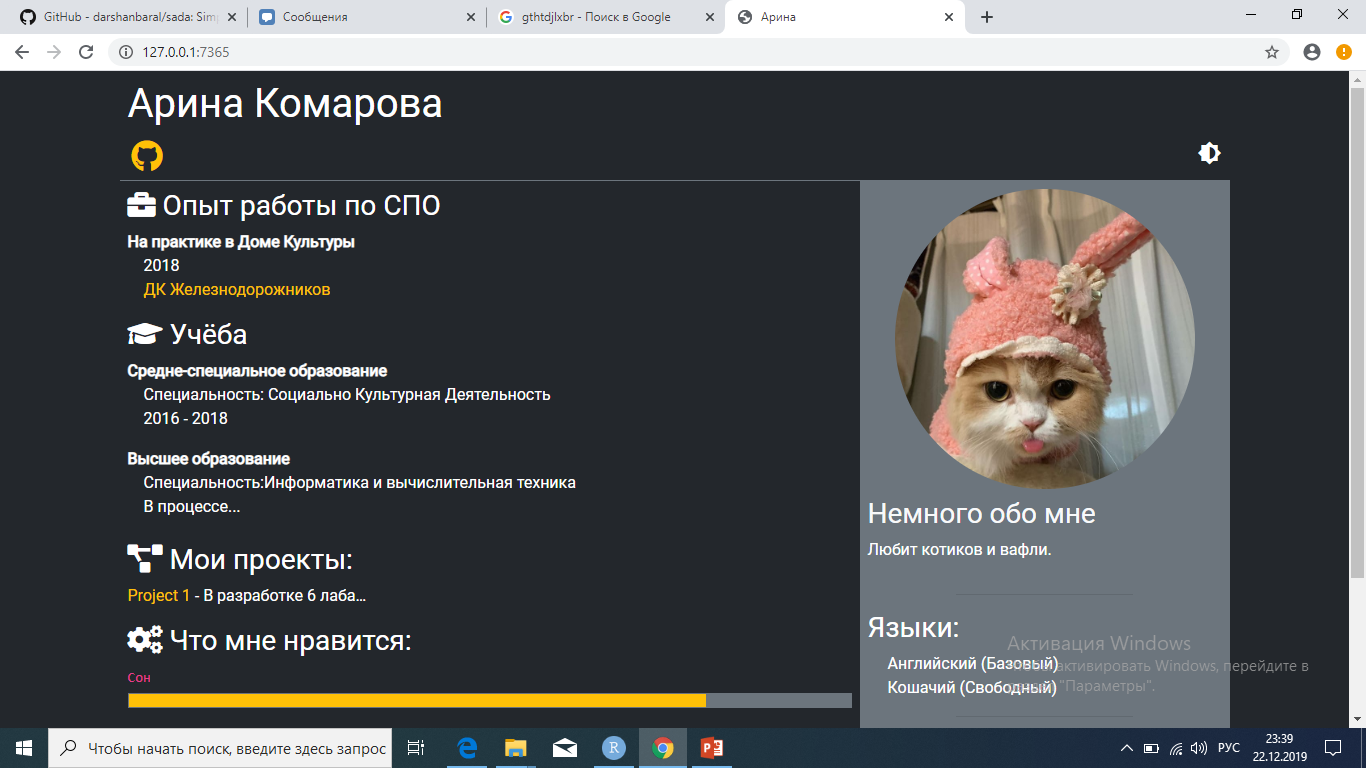 GitHub - darshanbaral/sada: Sim
Сообщения
gthtdjlxbr - Поиск в Google
Арина
127.0.0.1:7365
Арина Комарова
Опыт работы по СПО
На практике в Доме Культуры
2018
ДК Железнодорожников
Учёба
Средне-специальное образование
Специальность: Социально Культурная Деятельность
2016 - 2018
Высшее образование
Специальность:Информатика и вычислительная техника
В процессе...
Мои проекты:
Project 1 - В разработке 6 лаба...
Что мне нравится:
Сон
Немного обо мне
Любит котиков и вафли.
Языки:
Английский (Базовый)
Кошачий (Свободный)
Активация Windows
активировать Windows, перейдите в
"Параметры".
Чтобы начать поиск, введите здесь запрос
РУС
23:39
22.12.2019